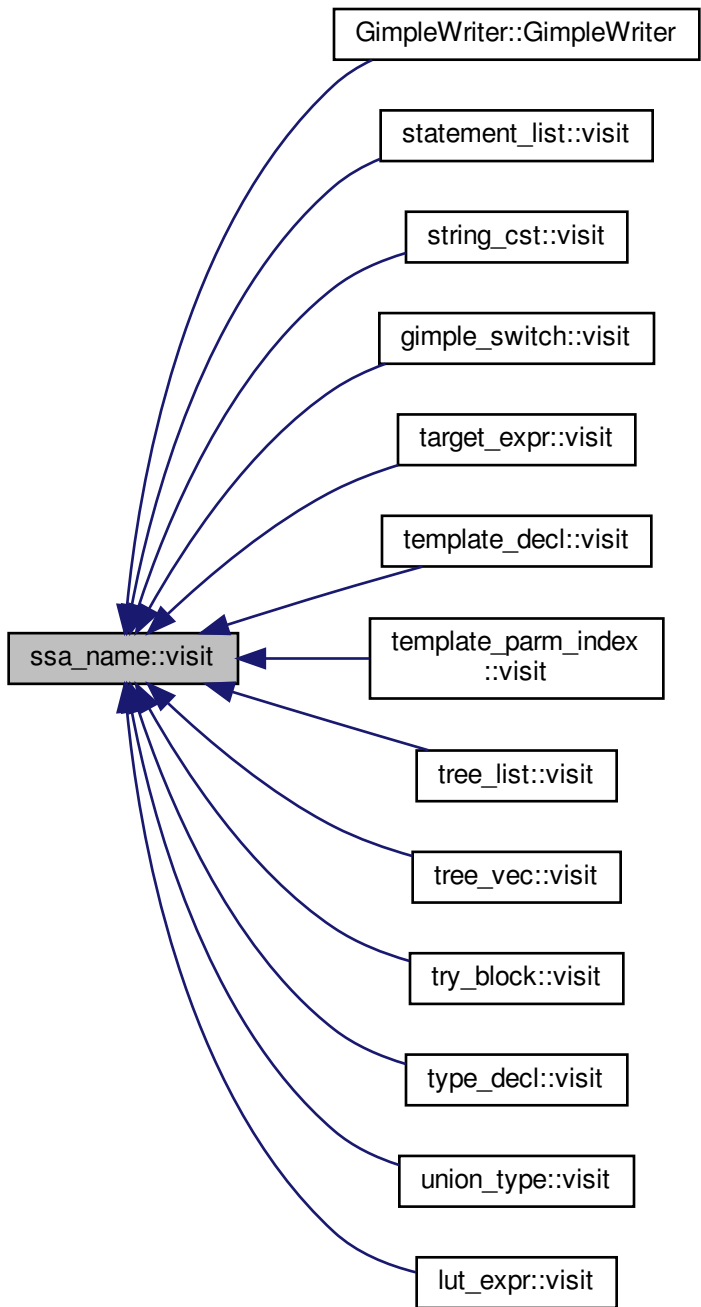 GimpleWriter::GimpleWriter
statement_list::visit
string_cst::visit
gimple_switch::visit
target_expr::visit
template_decl::visit
ssa_name::visit
template_parm_index
::visit
tree_list::visit
tree_vec::visit
try_block::visit
type_decl::visit
union_type::visit
lut_expr::visit